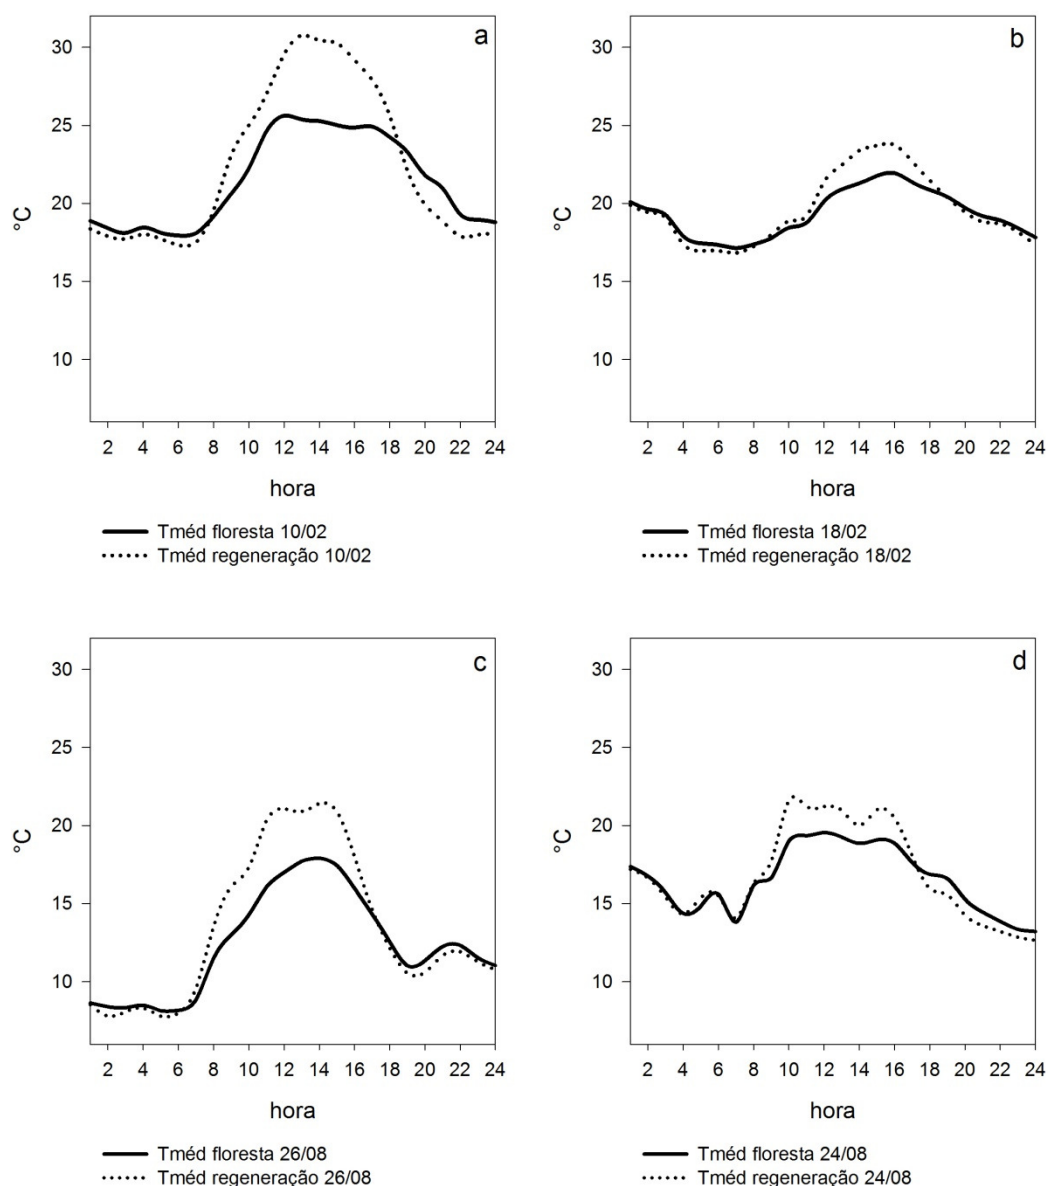 a
30
25
°C
20
15
10
2 4 6 8 10 12 14 16 18 20 22 24
hora
Tméd floresta 10/02
Tméd regeneração 10/02
b
30
25
°C
20
15
10
2 4 6 8 10 12 14 16 18 20 22 24
hora
Tméd floresta 18/02
Tméd regeneração 18/02
c
30
25
°C
20
15
10
2 4 6 8 10 12 14 16 18 20 22 24
hora
Tméd floresta 26/08
Tméd regeneração 26/08
d
30
25
°C
20
15
10
2 4 6 8 10 12 14 16 18 20 22 24
hora
Tméd floresta 24/08
Tméd regeneração 24/08